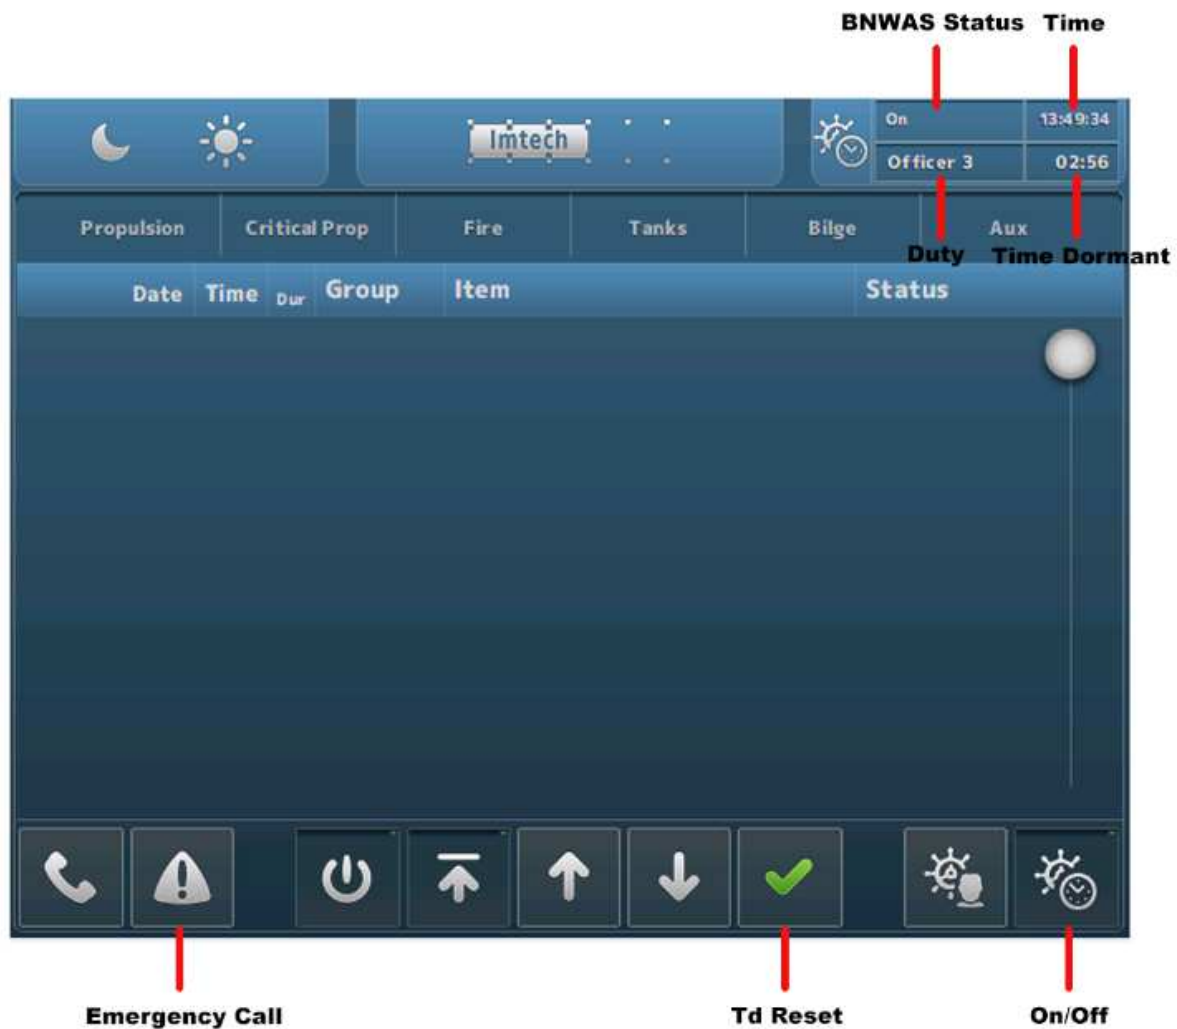 BNWAS Status Time
Imtech
On 13:49:34
Officer 3 02:56
Propulsion Critical Prop Fire Tanks Bilge Aux
Duty Time Dormant
Date Time Dur Group Item Status
Emergency Call Td Reset On/Off